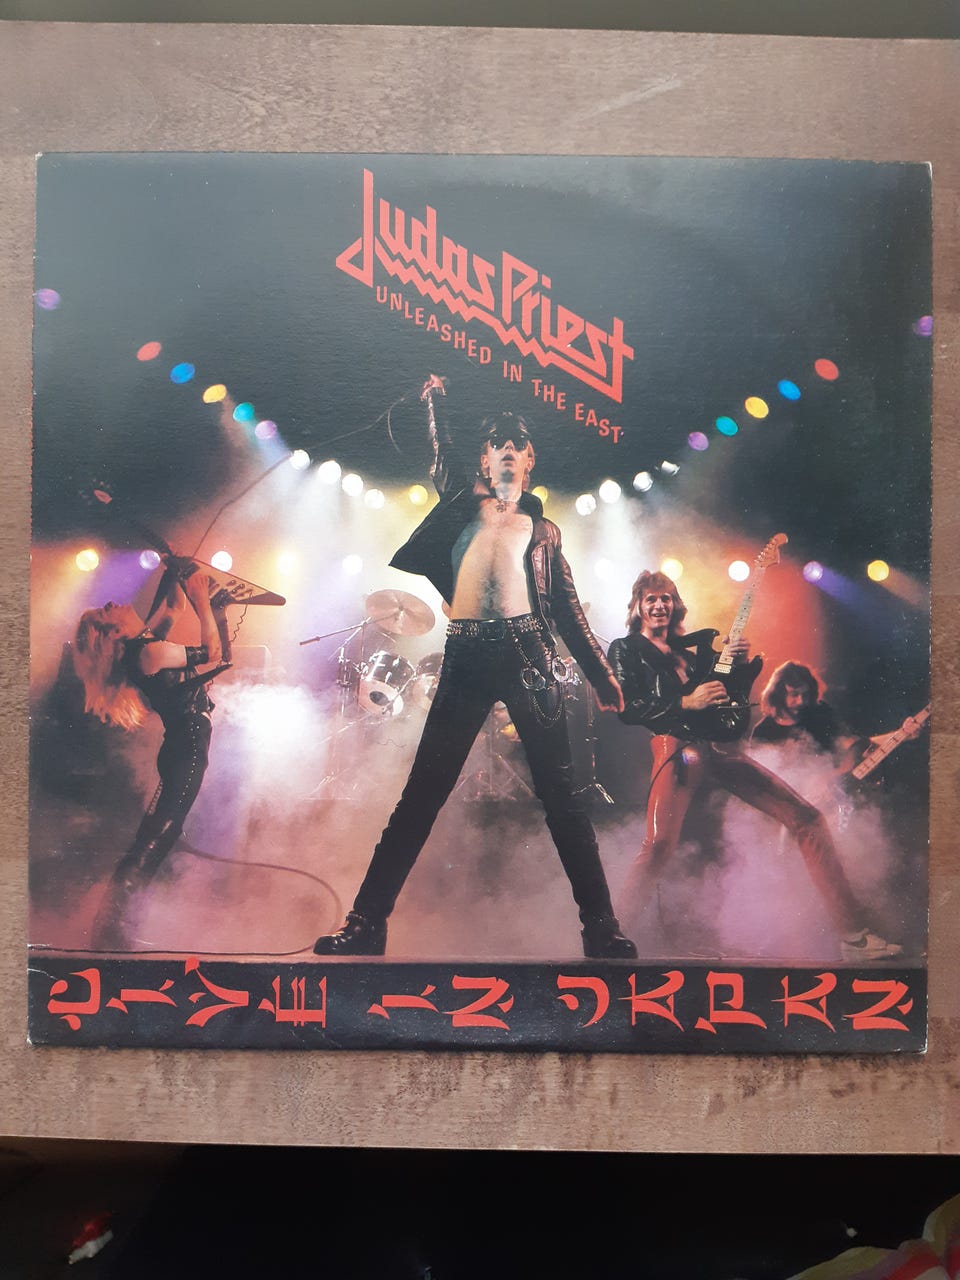 Judas Priest
UNLEASHED IN THE EAST
LIVE IN JAPAN